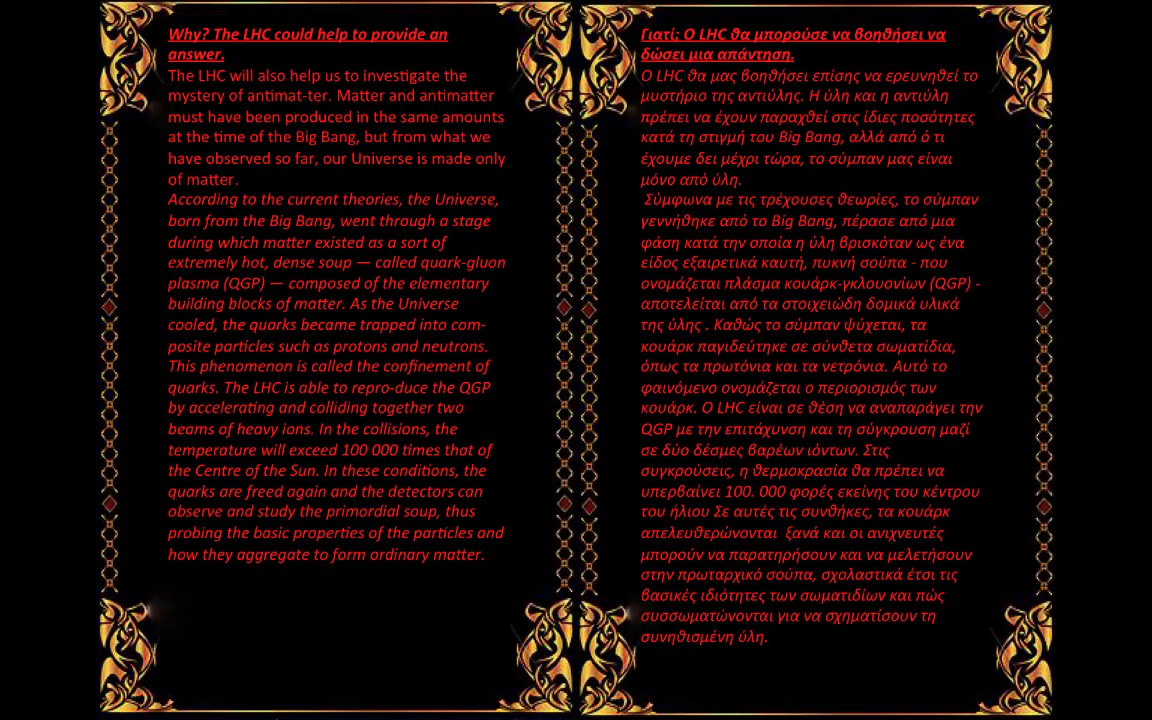 Why? The LHC could help to provide an
answer.
The LHC will also help us to investigate the
mystery of antimat-ter. Matter and antimatter
must have been produced in the same amounts
at the time of the Big Bang, but from what we
have observed so far, our Universe is made only
of matter.
According to the current theories, the Universe,
born from the Big Bang, went through a stage
during which matter existed as a sort of
extremely hot, dense soup — called quark-gluon
plasma (QGP) — composed of the elementary
building blocks of matter. As the Universe
cooled, the quarks became trapped into com-
posite particles such as protons and neutrons.
This phenomenon is called the confinement of
quarks. The LHC is able to repro-duce the QGP
by accelerating and colliding together two
beams of heavy ions. In the collisions, the
temperature will exceed 100 000 times that of
the Centre of the Sun. In these conditions, the
quarks are freed again and the detectors can
observe and study the primordial soup, thus
probing the basic properties of the particles and
how they aggregate to form ordinary matter.
Γιατί; Ο LHC θα μπορούσε να βοηθήσει να
δώσει μια απάντηση.
Ο LHC θα μας βοηθήσει επίσης να ερευνηθεί το
μυστήριο της αντιύλης. Η ύλη και η αντιύλη
πρέπει να έχουν παραχθεί στις ίδιες ποσότητες
κατά τη στιγμή του Big Bang, αλλά από ό τι
έχουμε δει μέχρι τώρα, το σύμπαν μας είναι
μόνο από ύλη.
Σύμφωνα με τις τρέχουσες θεωρίες, το σύμπαν
γεννήθηκε από το Big Bang, πέρασε από μια
φάση κατά την οποία η ύλη βρισκόταν ως ένα
είδος εξαιρετικά καυτή, πυκνή σούπα - που
ονομάζεται πλάσμα κουάρκ-γκλουονίων (QGP) -
αποτελείται από τα στοιχειώδη δομικά υλικά
της ύλης . Καθώς το σύμπαν ψύχεται, τα
κουάρκ παγιδεύτηκε σε σύνθετα σωματίδια,
όπως τα πρωτόνια και τα νετρόνια. Αυτό το
φαινόμενο ονομάζεται ο περιορισμός των
κουάρκ. Ο LHC είναι σε θέση να αναπαράγει την
QGP με την επιτάχυνση και τη σύγκρουση μαζί
σε δύο δέσμες βαρέων ιόντων. Στις
συγκρούσεις, η θερμοκρασία θα πρέπει να
υπερβαίνει 100. 000 φορές εκείνης του κέντρου
του ήλιου Σε αυτές τις συνθήκες, τα κουάρκ
απελευθερώνονται ξανά και οι ανιχνευτές
μπορούν να παρατηρήσουν και να μελετήσουν
στην πρωταρχικό σούπα, σχολαστικά έτσι τις
βασικές ιδιότητες των σωματιδίων και πώς
συσσωματώνονται για να σχηματίσουν τη
συνηθισμένη ύλη.